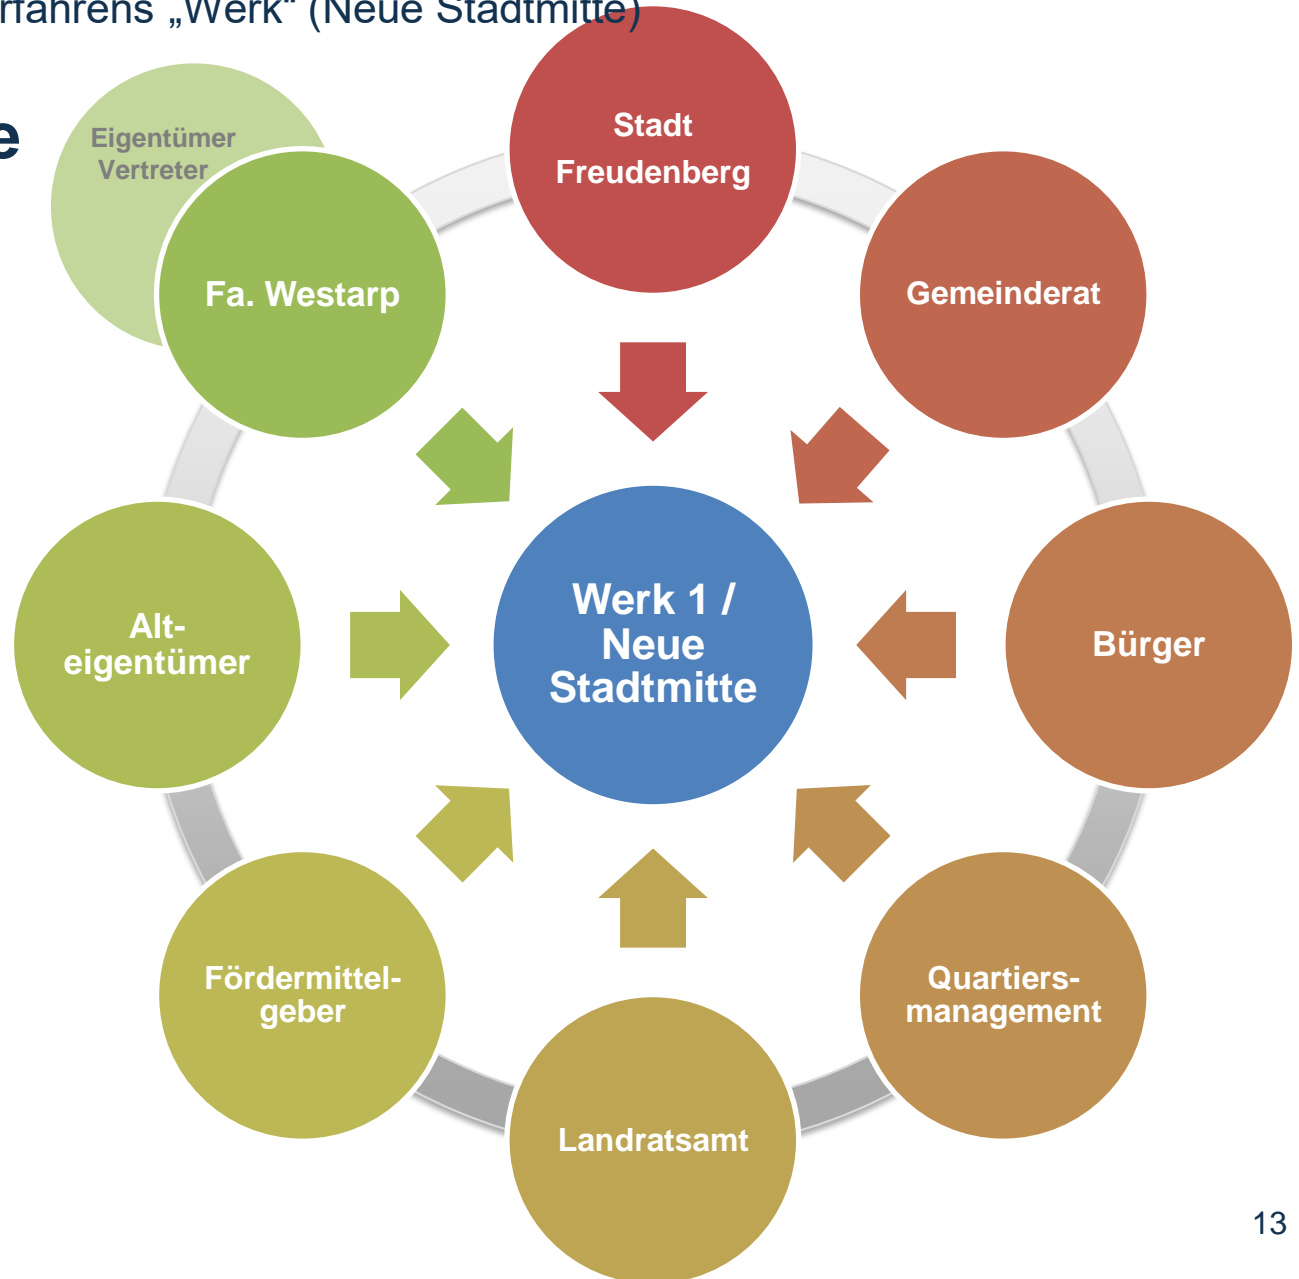 rfahrens „Werk“ (Neue Stadtmitte)
e
Eigentümer
Vertreter
Stadt
Freudenberg
Fa. Westarp
Gemeinderat
Werk 1 /
Neue
Stadtmitte
Alt-
eigentümer
Bürger
Fördermittel-
geber
Quartiers-
management
Landratsamt
13